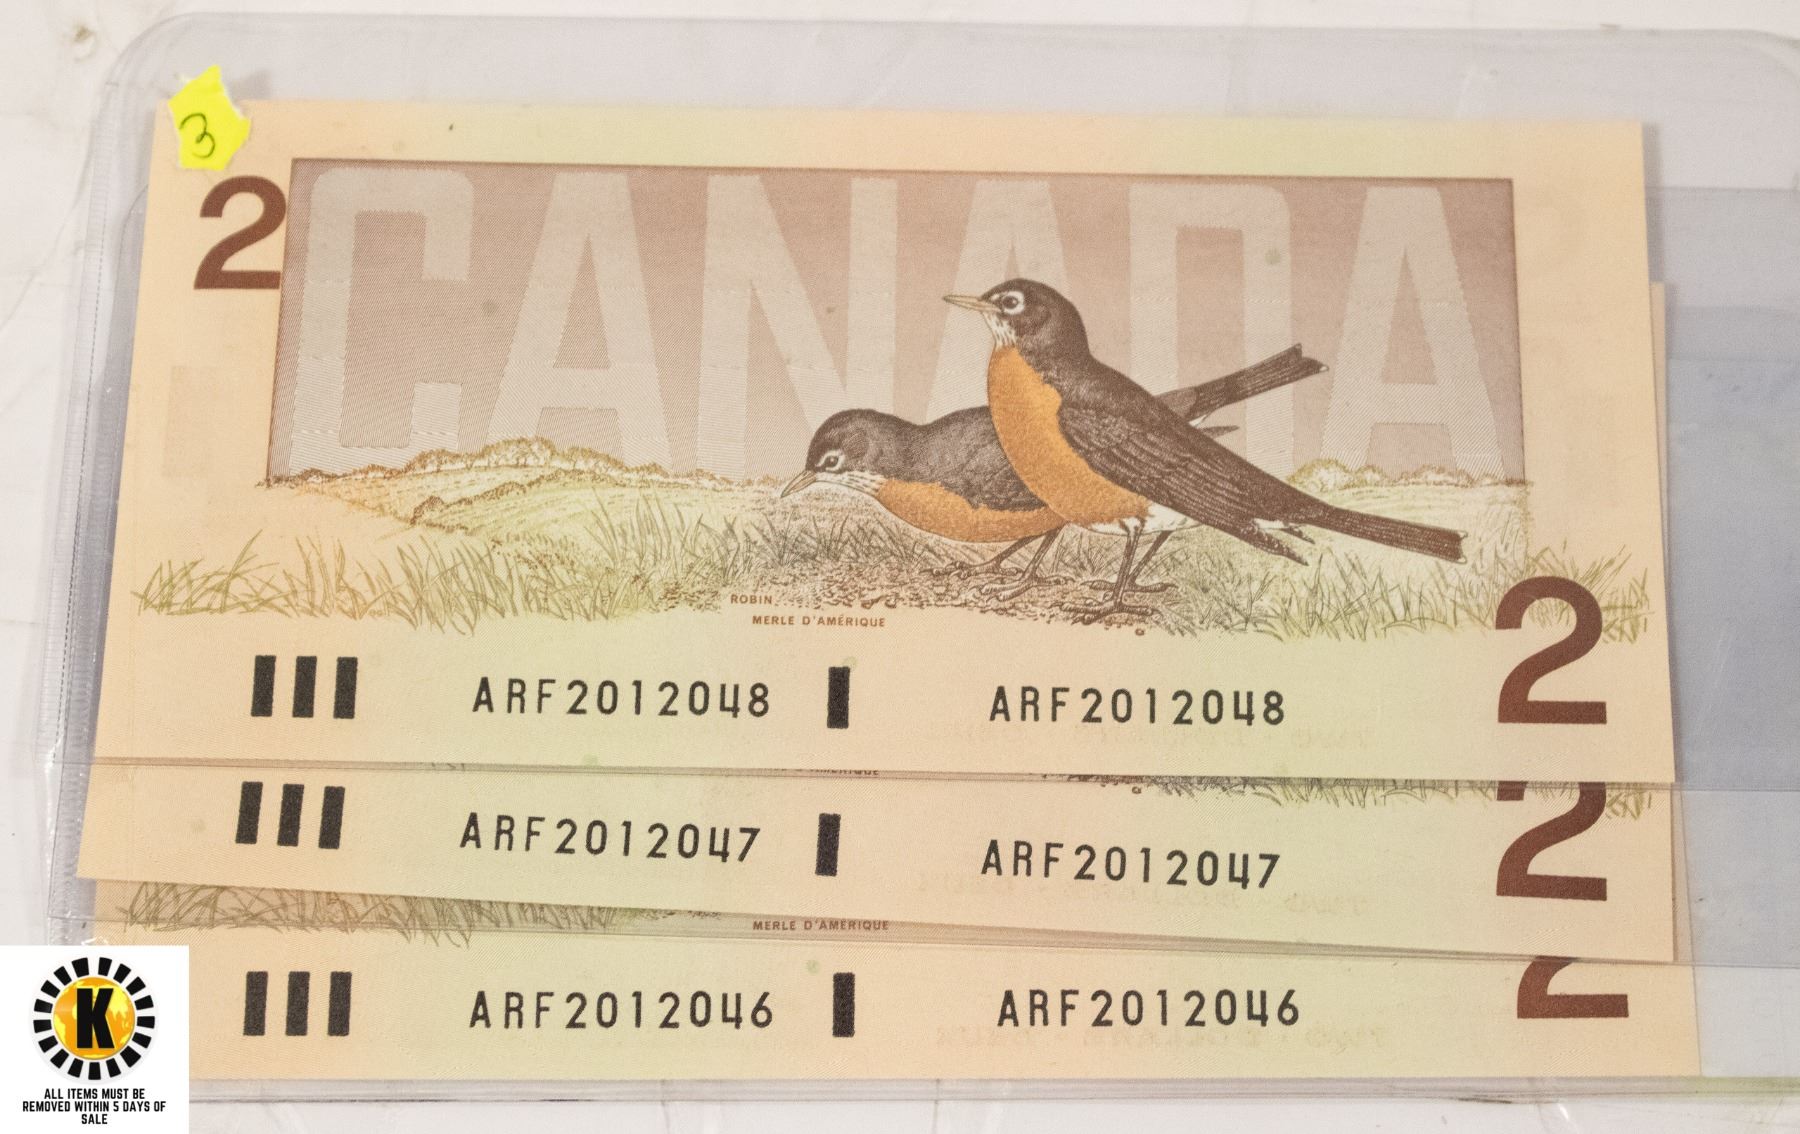 3
2
CANADA
ROBIN
MERLE D'AMÉRIQUE
2
ARF2012048 ARF2012048
2
ARF2012047 ARF2012047
MERLE D'AMÉRIQUE
2
ARF2012046 ARF2012046
K
ALL ITEMS MUST BE
REMOVED WITHIN 5 DAYS OF
SALE